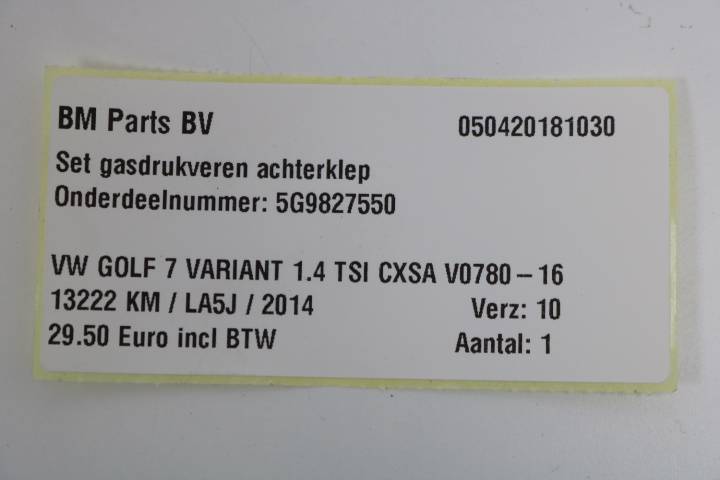 BM Parts BV 050420181030
Set gasdrukveren achterklep
Onderdeelnummer: 5G9827550
VW GOLF 7 VARIANT 1.4 TSI CXSA V0780-16
13222 KM / LA5J / 2014 Verz: 10
29.50 Euro incl BTW Aantal: 1